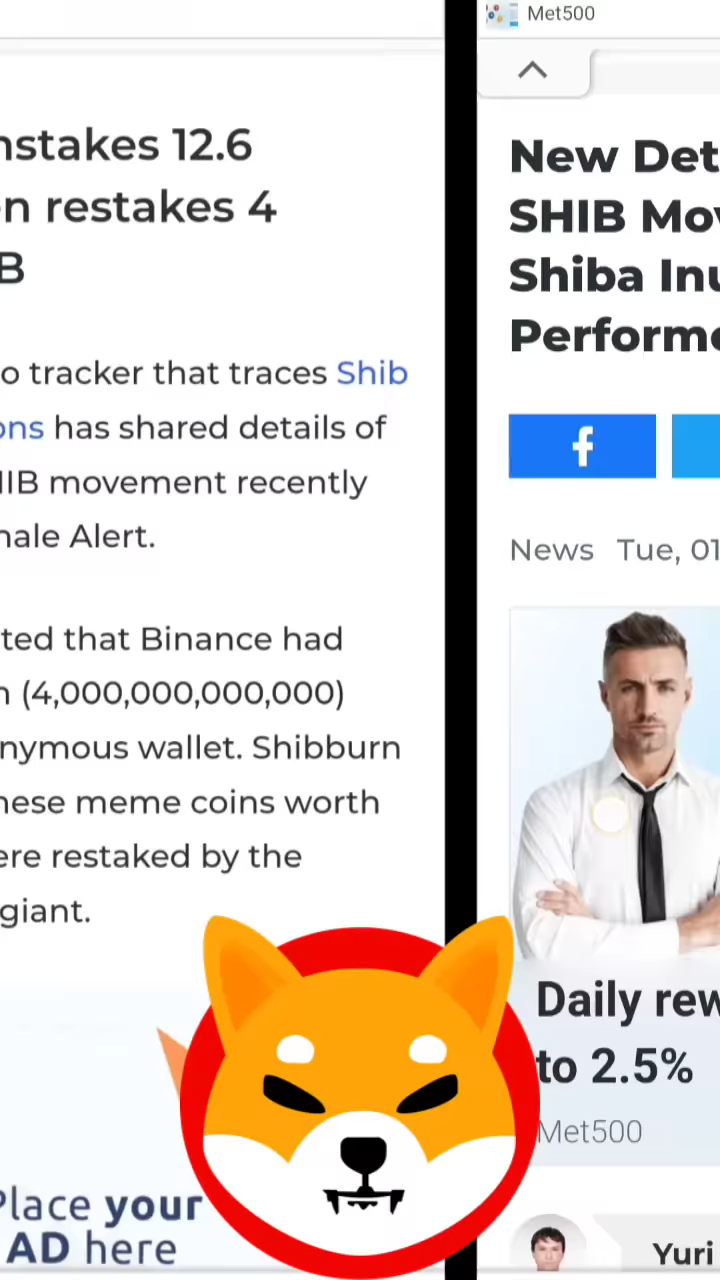 nstakes 12.6
n restakes 4
B
o tracker that traces Shib
ons has shared details of
IIB movement recently
hale Alert.
ted that Binance had
n (4,000,000,000,000)
nymous wallet. Shibburn
hese meme coins worth
ere restaked by the
giant.
Place your
AD here
Met500
New Det
SHIB Mov
Shiba Inu
Performe
f
News Tue, 01
Daily rew
to 2.5%
Met500
Yuri